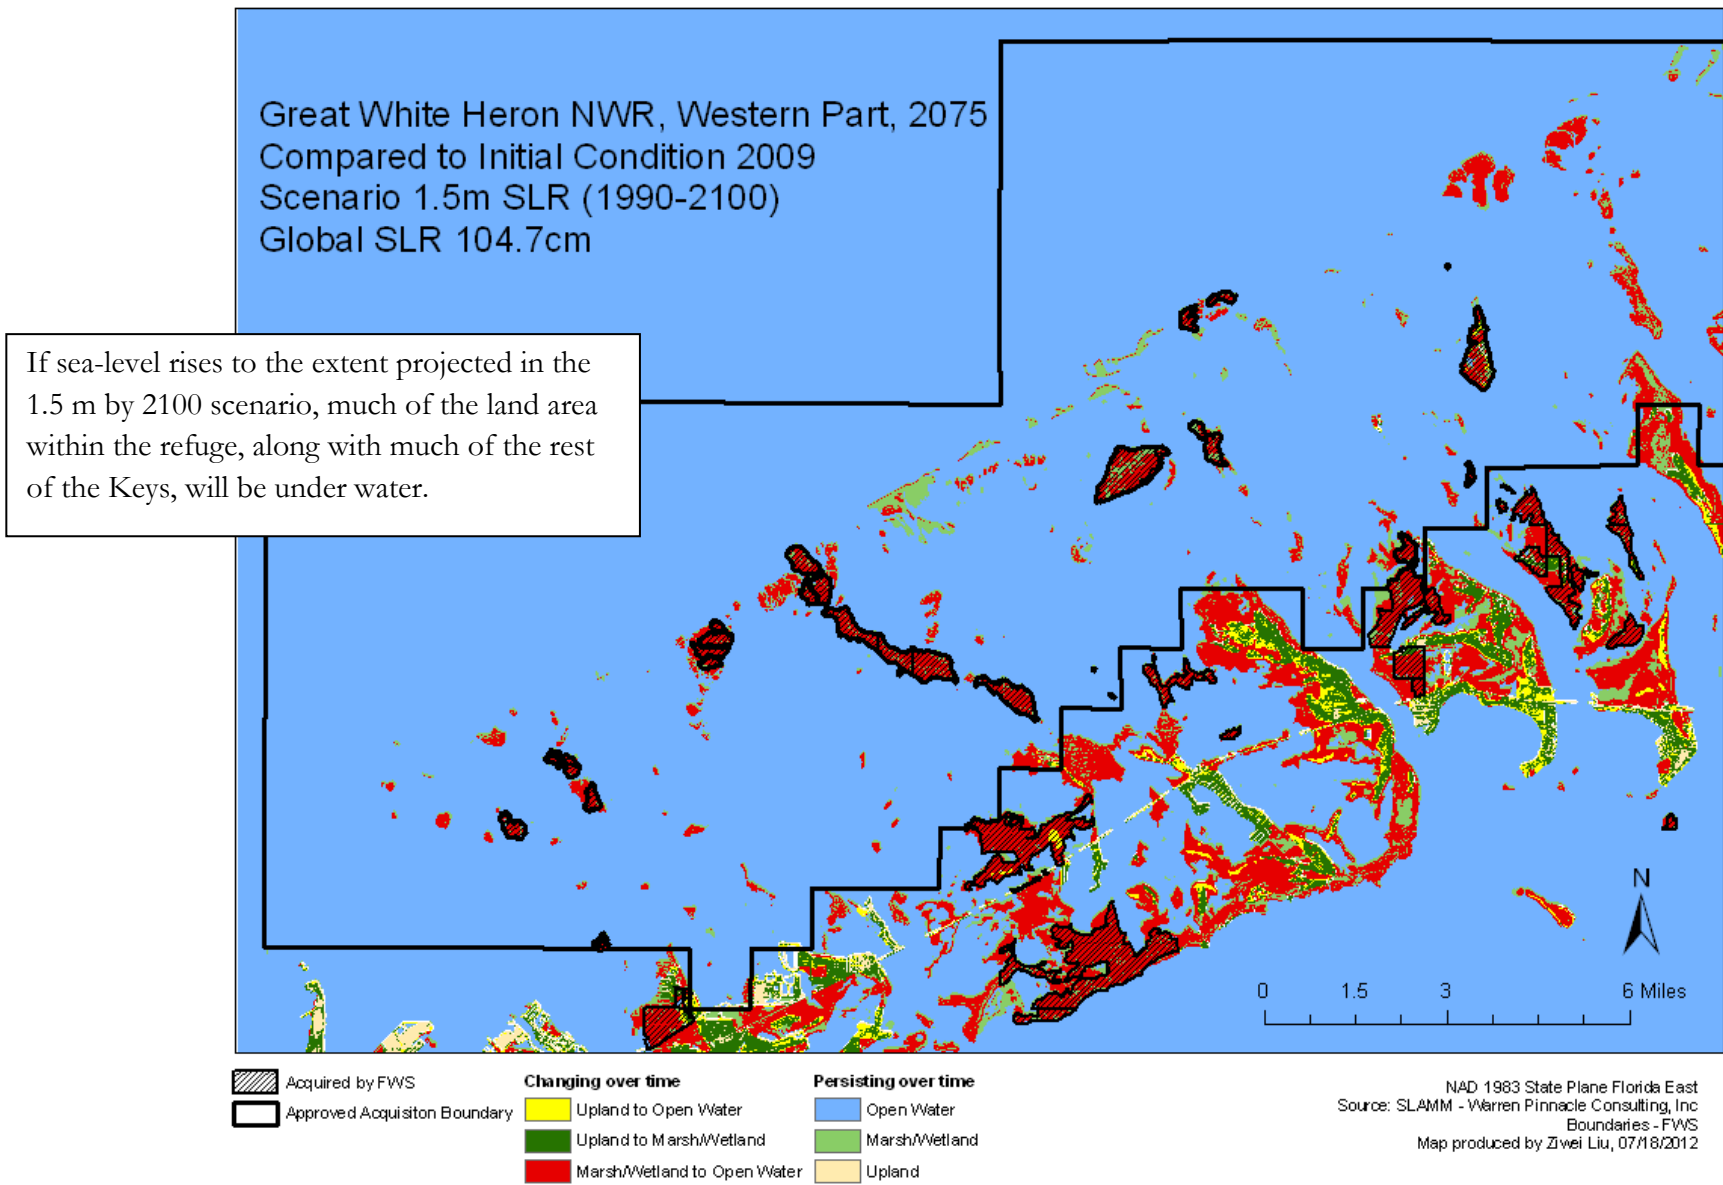 Great White Heron NWR, Western Part, 2075
Compared to Initial Condition 2009
Scenario 1.5m SLR (1990-2100)
Global SLR 104.7cm
If sea-level rises to the extent projected in the
1.5 m by 2100 scenario, much of the land area
within the refuge, along with much of the rest
of the Keys, will be under water.
N
0 1.5 3 6 Miles
Acquired by FWS
Approved Acquisiton Boundary
Changing over time
Upland to Open Water
Upland to Marsh/Wetland
Marsh/Wetland to Open Water
Persisting over time
Open Water
Marsh/Wetland
Upland
NAD 1983 State Plane Florida East
Source: SLAMM - Warren Pinnacle Consulting, Inc
Boundaries - FWS
Map produced by Ziwei Liu, 07/18/2012